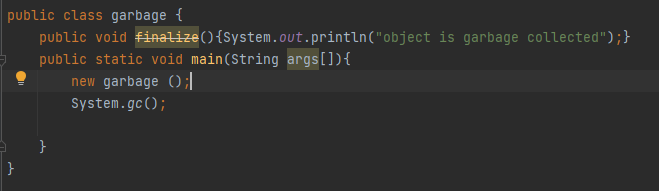 public class garbage {
    public void finalize(){System.out.println("object is garbage collected");}
    public static void main(String args[]){
        new garbage ();
        System.gc();
    }
}